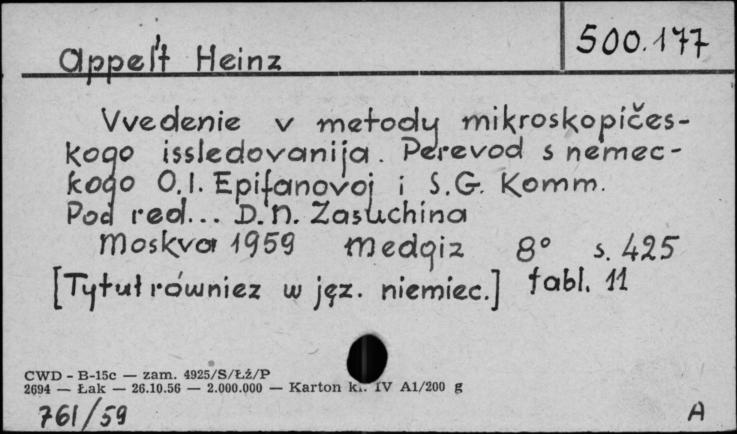 Appel't Heinz
500.177
Vvedenie v metody mikroskopičes-
kogo issledovanija. Perevod s nemec-
kogo O.I. Epifanovoj i S.G. Komm.
Pod red... D.N. Zasuchina
Moskva 1959 Medgiz 8° s. 425
[Tytuł również w jęz. niemiec.] tabl. 11
CWD - B-15c — zam. 4925/S/Łź/P
2694 — Łak — 26.10.56 — 2.000.000 — Karton kl. IV A1/200 g
761/59
A